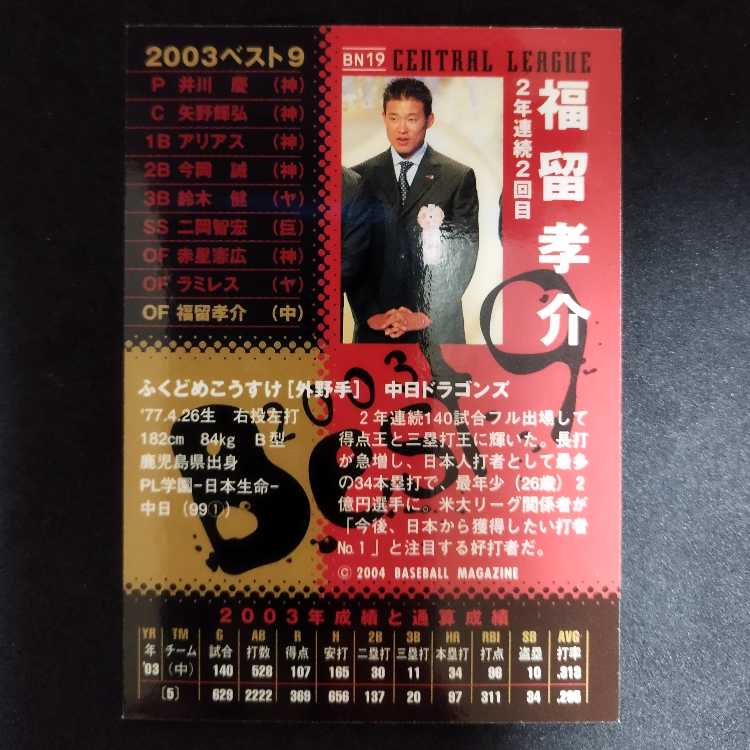 2003ベスト9
P 井川 慶 (神)
C 矢野輝弘 (神)
1B アリアス (神)
2B 今岡 誠 (神)
3B 鈴木 健 (ヤ)
SS 二岡智宏 (巨)
OF 赤星憲広 (神)
OF ラミレス (ヤ)
OF 福留孝介 (中)
BN19 CENTRAL LEAGUE
福留孝介
2年連続2回目
2003
Best 9
ふくどめこうすけ [外野手] 中日ドラゴンズ
'77.4.26生 右投左打
182cm 84kg B型
鹿児島県出身
PL学園-日本生命-
中日 (99①)
2年連続140試合フル出場して
得点王と三塁打王に輝いた。長打
が急増し、日本人打者として最多
の34本塁打で、最年少(26歳)2
億円選手に。米大リーグ関係者が
「今後、日本から獲得したい打者
No.1」と注目する好打者だ。
© 2004 BASEBALL MAGAZINE
2003年成績と通算成績
YR TM G AB R H 2B 3B HR RBI SB AVG
年 チーム 試合 打数 得点 安打 二塁打 三塁打 本塁打 打点 盗塁 打率
'03 (中) 140 528 107 165 30 11 34 96 10 .313
〔5〕 629 2222 369 656 137 20 97 311 34 .295